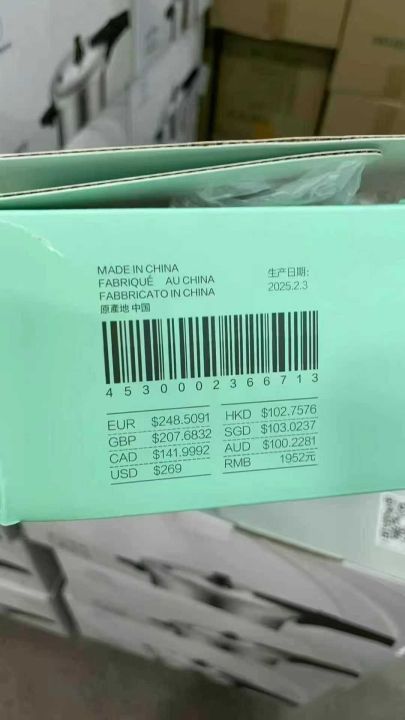 MADE IN CHINA
FABRIQUÉ AU CHINA
FABBRICATO IN CHINA
原產地 中国
生产日期:
2025.2.3
4530002366713
EUR $248.5091
GBP $207.6832
CAD $141.9992
USD $269
HKD $102.7576
SGD $103.0237
AUD $100.2281
RMB 1952元